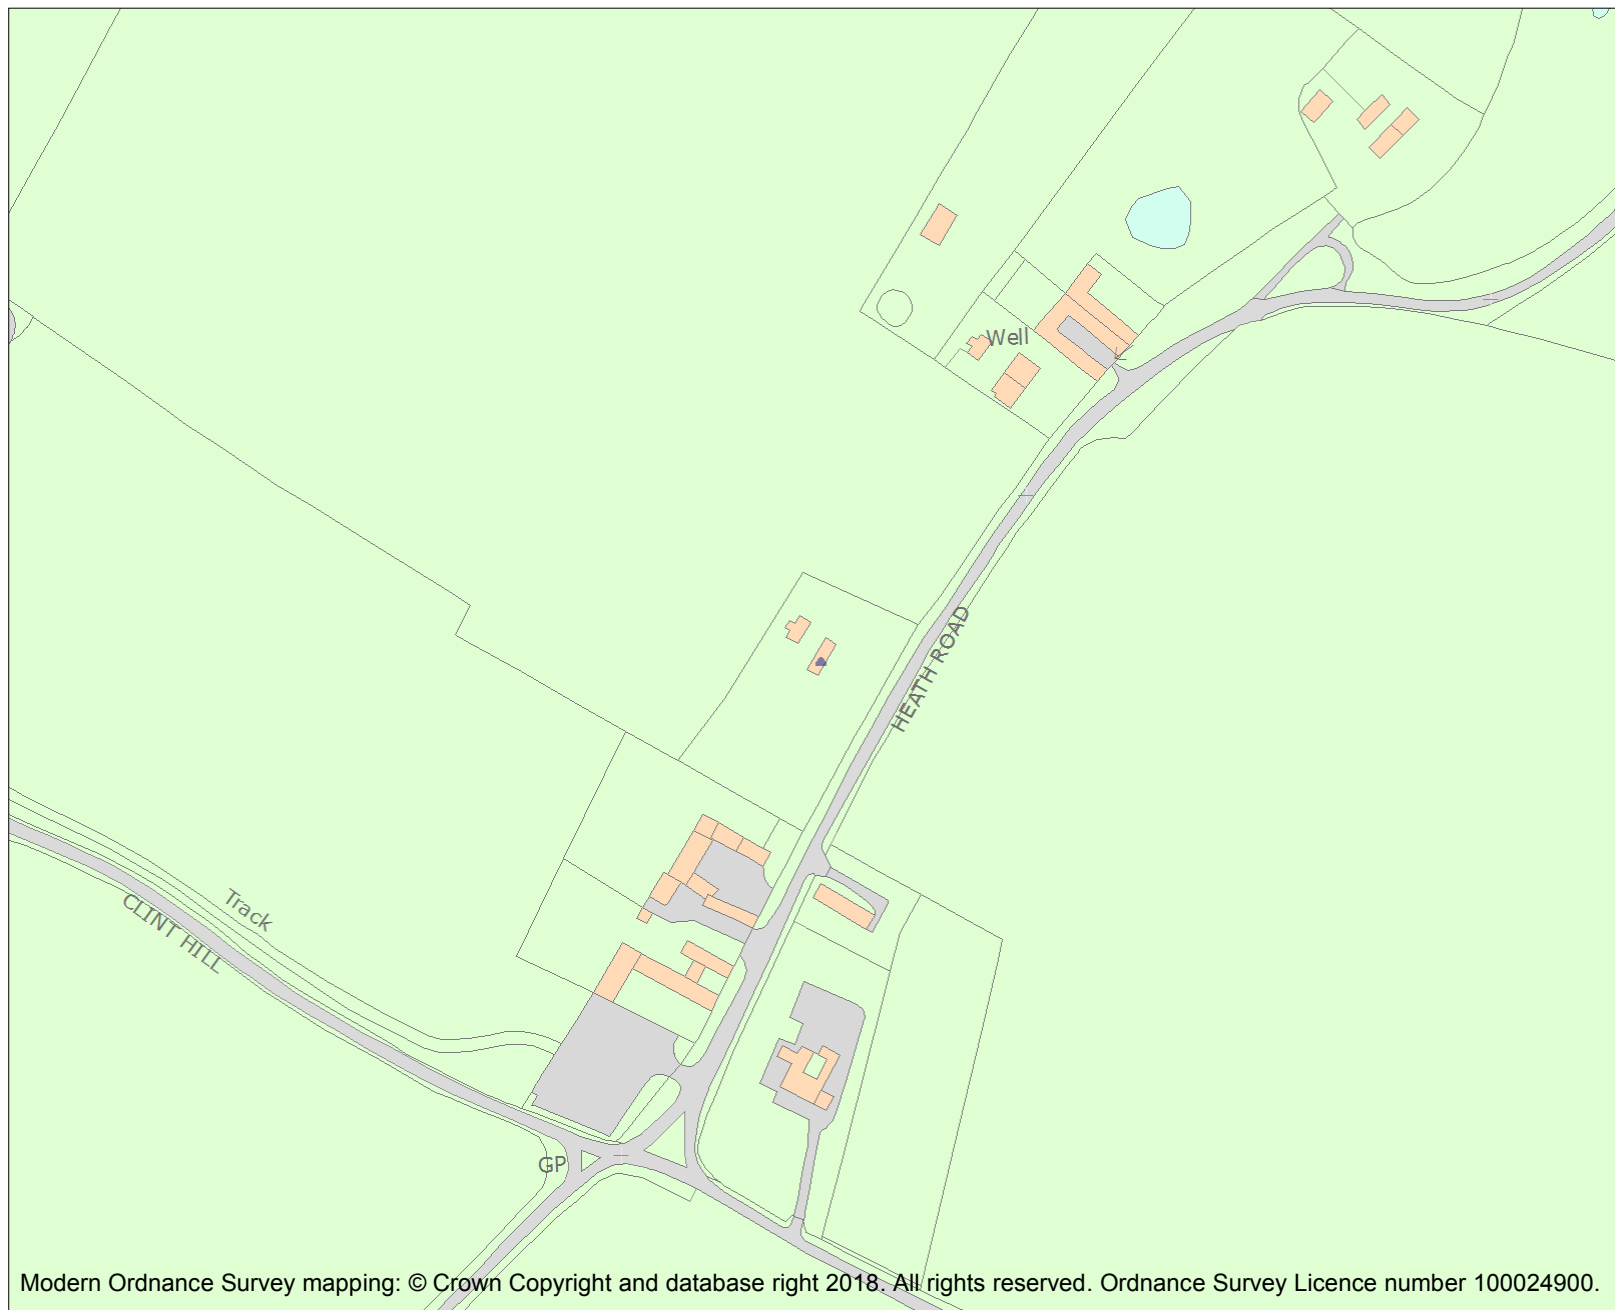 Well
HEATH ROAD
Track
CLINT HILL
GP
Modern Ordnance Survey mapping: © Crown Copyright and database right 2018. All rights reserved. Ordnance Survey Licence number 100024900.